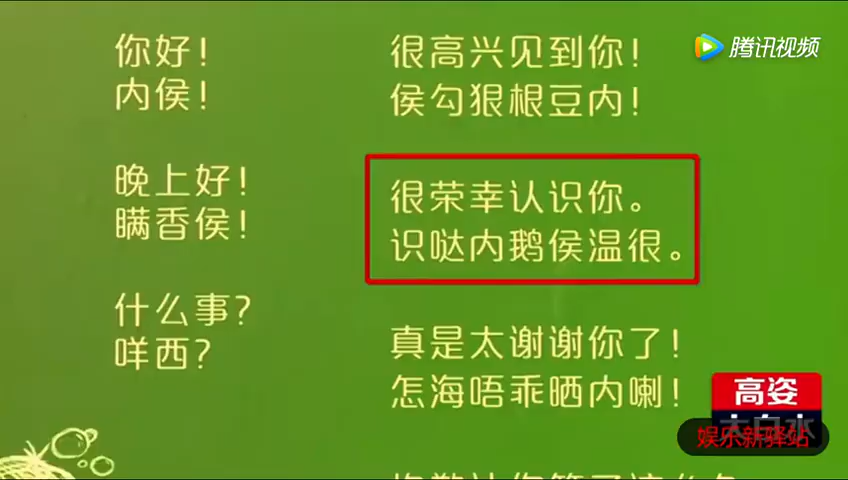 你好！
内侯！
晚上好！
瞒香侯！
什么事？
咩西？
很高兴见到你！
侯勾狠根豆内！
很荣幸认识你。
识哒内鹅侯温很。
真是太谢谢你了！
怎海唔乖晒内喇！
腾讯视频
高姿
娱乐新驿站